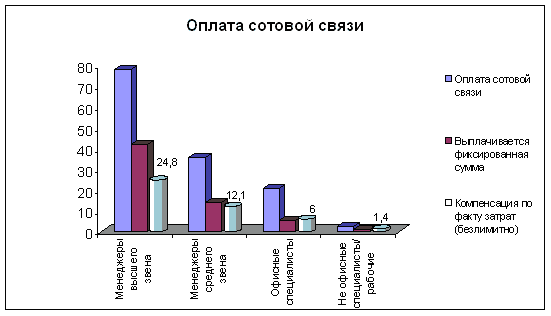 Оплата сотовой связи
80
70
60
50
40
30
20
10
0
24,8
12,1
6
1,4
Менеджеры
высшего
звена
Менеджеры
среднего
звена
Офисные
специалисты
Не офисные
специалисты/
рабочие
Оплата сотовой
связи
Выплачивается
фиксированная
сумма
Компенсация по
факту затрат
(безлимитно)